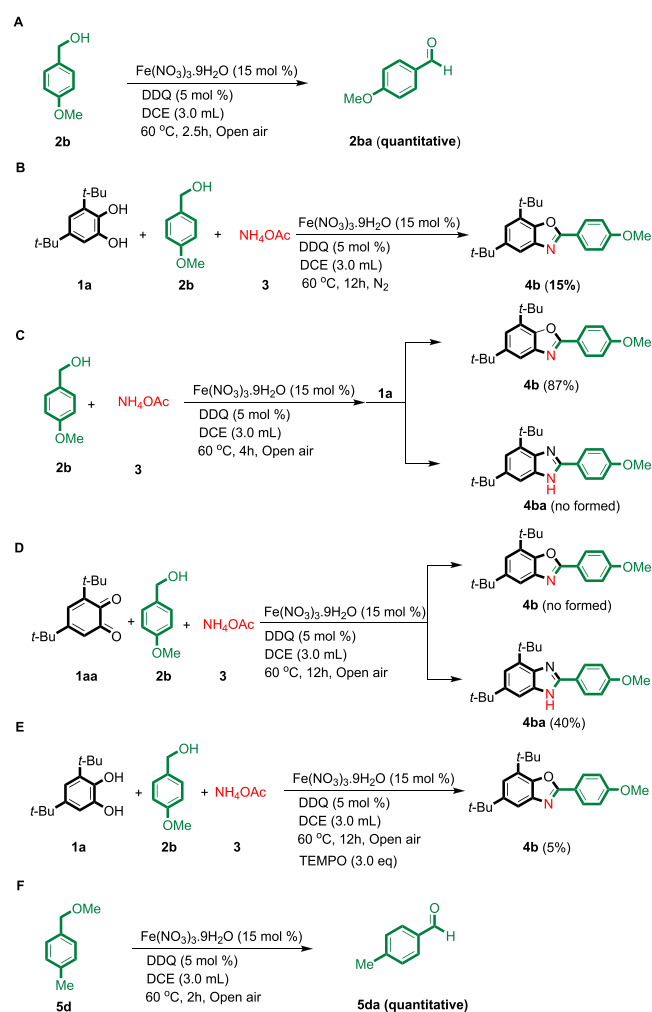 A
OH
OMe
2b
Fe(NO3)3.9H2O (15 mol %)
DDQ (5 mol %)
DCE (3.0 mL)
60 oC, 2.5h, Open air
O
H
MeO
2ba (quantitative)
B
t-Bu
OH
OH
t-Bu
1a
+
OH
OMe
2b
+
NH4OAc
3
Fe(NO3)3.9H2O (15 mol %)
DDQ (5 mol %)
DCE (3.0 mL)
60 oC, 12h, N2
t-Bu
O
OMe
t-Bu
N
4b (15%)
C
OH
OMe
2b
+
NH4OAc
3
Fe(NO3)3.9H2O (15 mol %)
DDQ (5 mol %)
DCE (3.0 mL)
60 oC, 4h, Open air
1a
t-Bu
O
OMe
t-Bu
N
4b (87%)
t-Bu
N
OMe
t-Bu
N
H
4ba (no formed)
D
t-Bu
O
O
t-Bu
1aa
+
OH
OMe
2b
+
NH4OAc
3
Fe(NO3)3.9H2O (15 mol %)
DDQ (5 mol %)
DCE (3.0 mL)
60 oC, 12h, Open air
t-Bu
O
OMe
t-Bu
N
4b (no formed)
t-Bu
N
OMe
t-Bu
N
H
4ba (40%)
E
t-Bu
OH
OH
t-Bu
1a
+
OH
OMe
2b
+
NH4OAc
3
Fe(NO3)3.9H2O (15 mol %)
DDQ (5 mol %)
DCE (3.0 mL)
60 oC, 12h, Open air
TEMPO (3.0 eq)
t-Bu
O
OMe
t-Bu
N
4b (5%)
F
OMe
Me
5d
Fe(NO3)3.9H2O (15 mol %)
DDQ (5 mol %)
DCE (3.0 mL)
60 oC, 2h, Open air
O
H
Me
5da (quantitative)